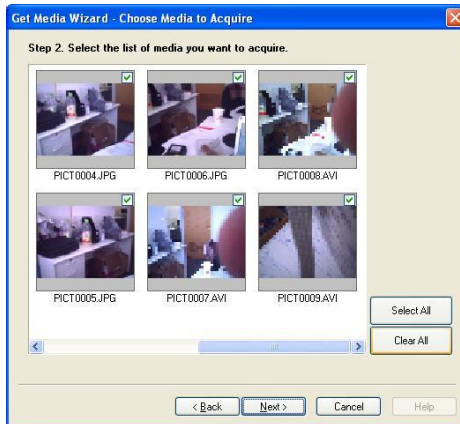 Get Media Wizard - Choose Media to Acquire
Step 2. Select the list of media you want to acquire.
PICT0004.JPG
PICT0006.JPG
PICT0008.AVI
PICT0005.JPG
PICT0007.AVI
PICT0009.AVI
Select All
Clear All
< Back
Next >
Cancel
Help